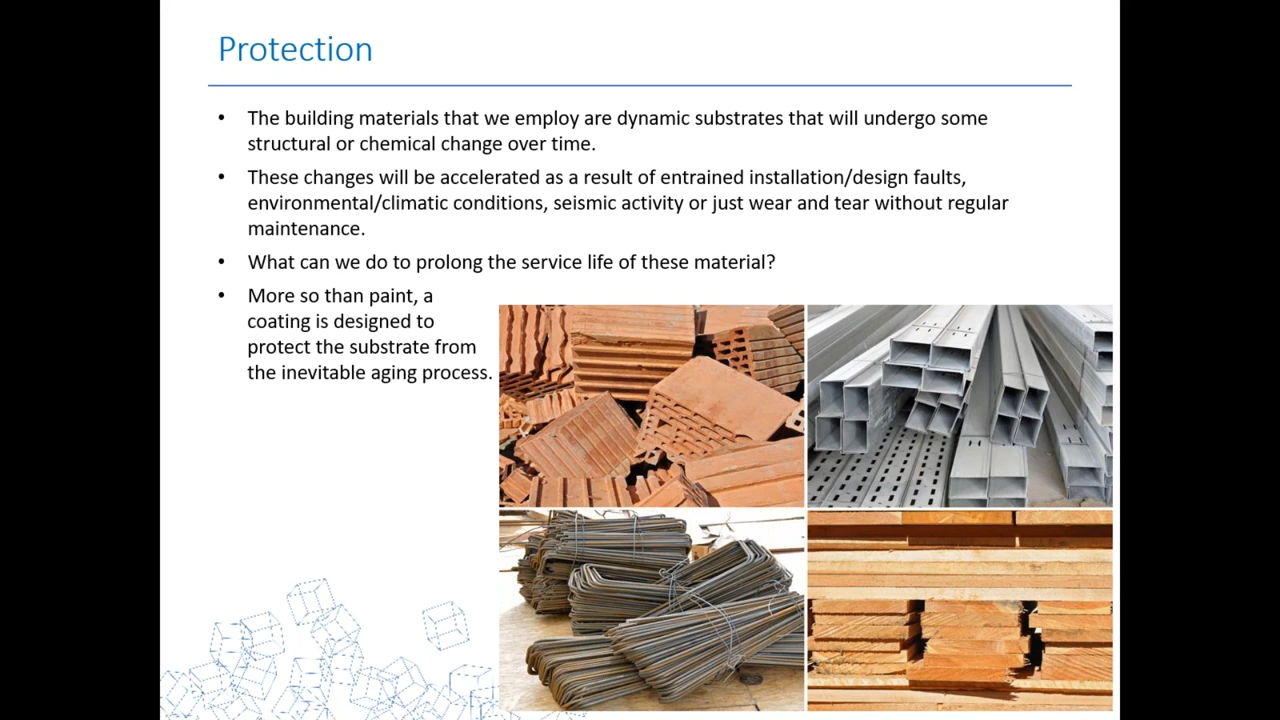 Protection
• The building materials that we employ are dynamic substrates that will undergo some
structural or chemical change over time.
• These changes will be accelerated as a result of entrained installation/design faults,
environmental/climatic conditions, seismic activity or just wear and tear without regular
maintenance.
• What can we do to prolong the service life of these material?
• More so than paint, a
coating is designed to
protect the substrate from
the inevitable aging process.